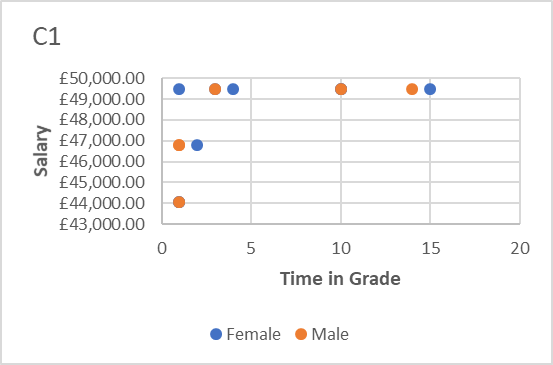 C1
£50,000.00
£49,000.00
£48,000.00
£47,000.00
£46,000.00
£45,000.00
£44,000.00
£43,000.00
Salary
0 5 10 15 20
Time in Grade
Female Male